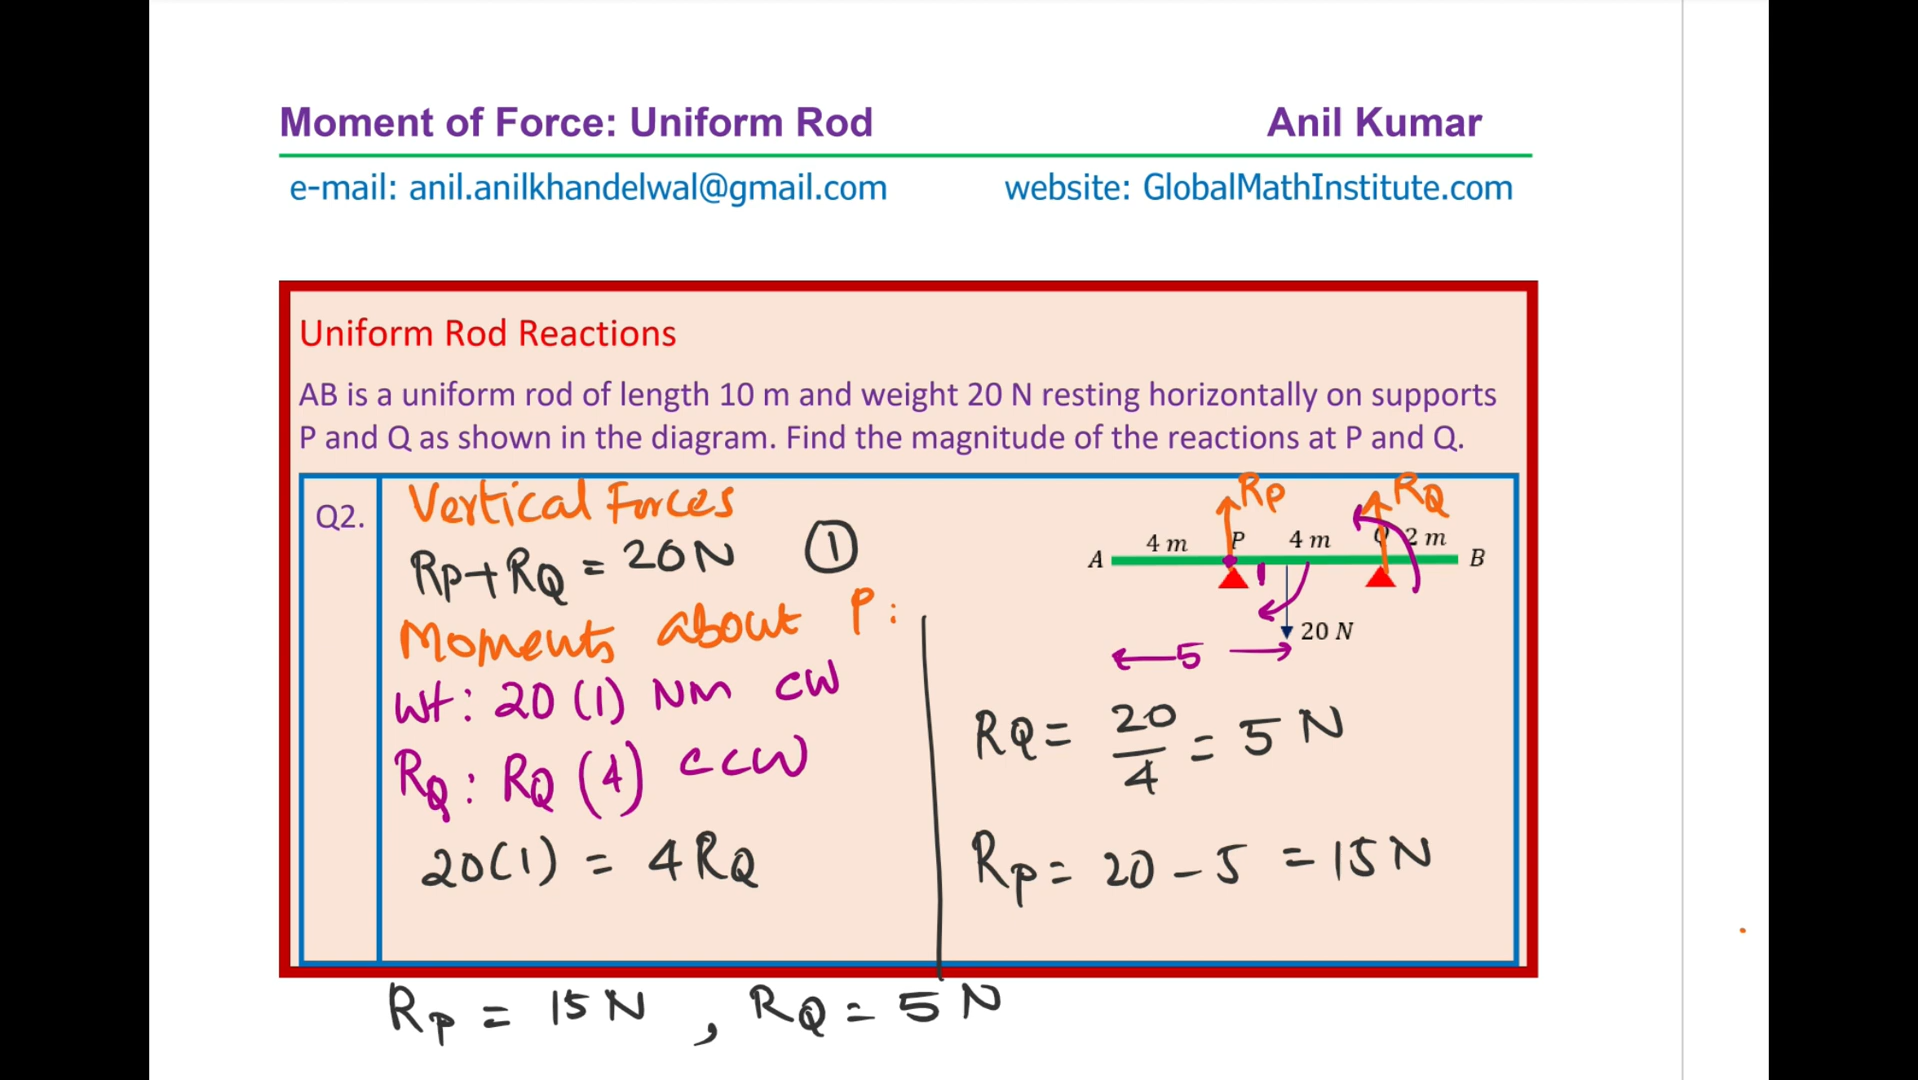 Moment of Force: Uniform Rod Anil Kumar
e-mail: anil.anilkhandelwal@gmail.com website: GlobalMathInstitute.com
Uniform Rod Reactions
AB is a uniform rod of length 10 m and weight 20 N resting horizontally on supports
P and Q as shown in the diagram. Find the magnitude of the reactions at P and Q.
Q2.
Vertical Forces
RP+RQ = 20N ①
Moments about P:
Wt: 20 (1) NM CW
RQ: RQ (4) CCW
20(1) = 4RQ
RP RQ
A 4 m P 4 m Q 2 m B
1
20 N
5
RQ = 20/4 = 5 N
RP = 20 - 5 = 15N
RP = 15N, RQ = 5N